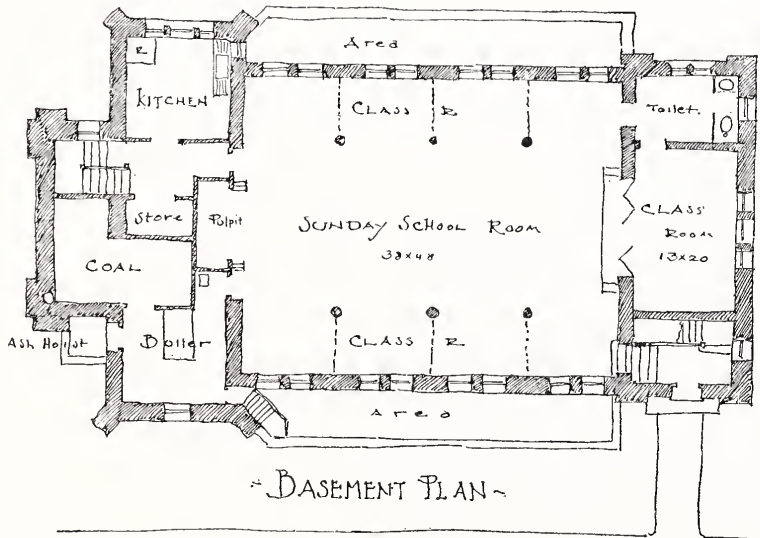 Area
R
KITCHEN
CLASS R
Toilet.
Store
Pulpit
SUNDAY SCHOOL ROOM
38x48
CLASS
ROOM
13x20
COAL
Ash Hoist
Boiler
CLASS R
Area
- BASEMENT PLAN ~